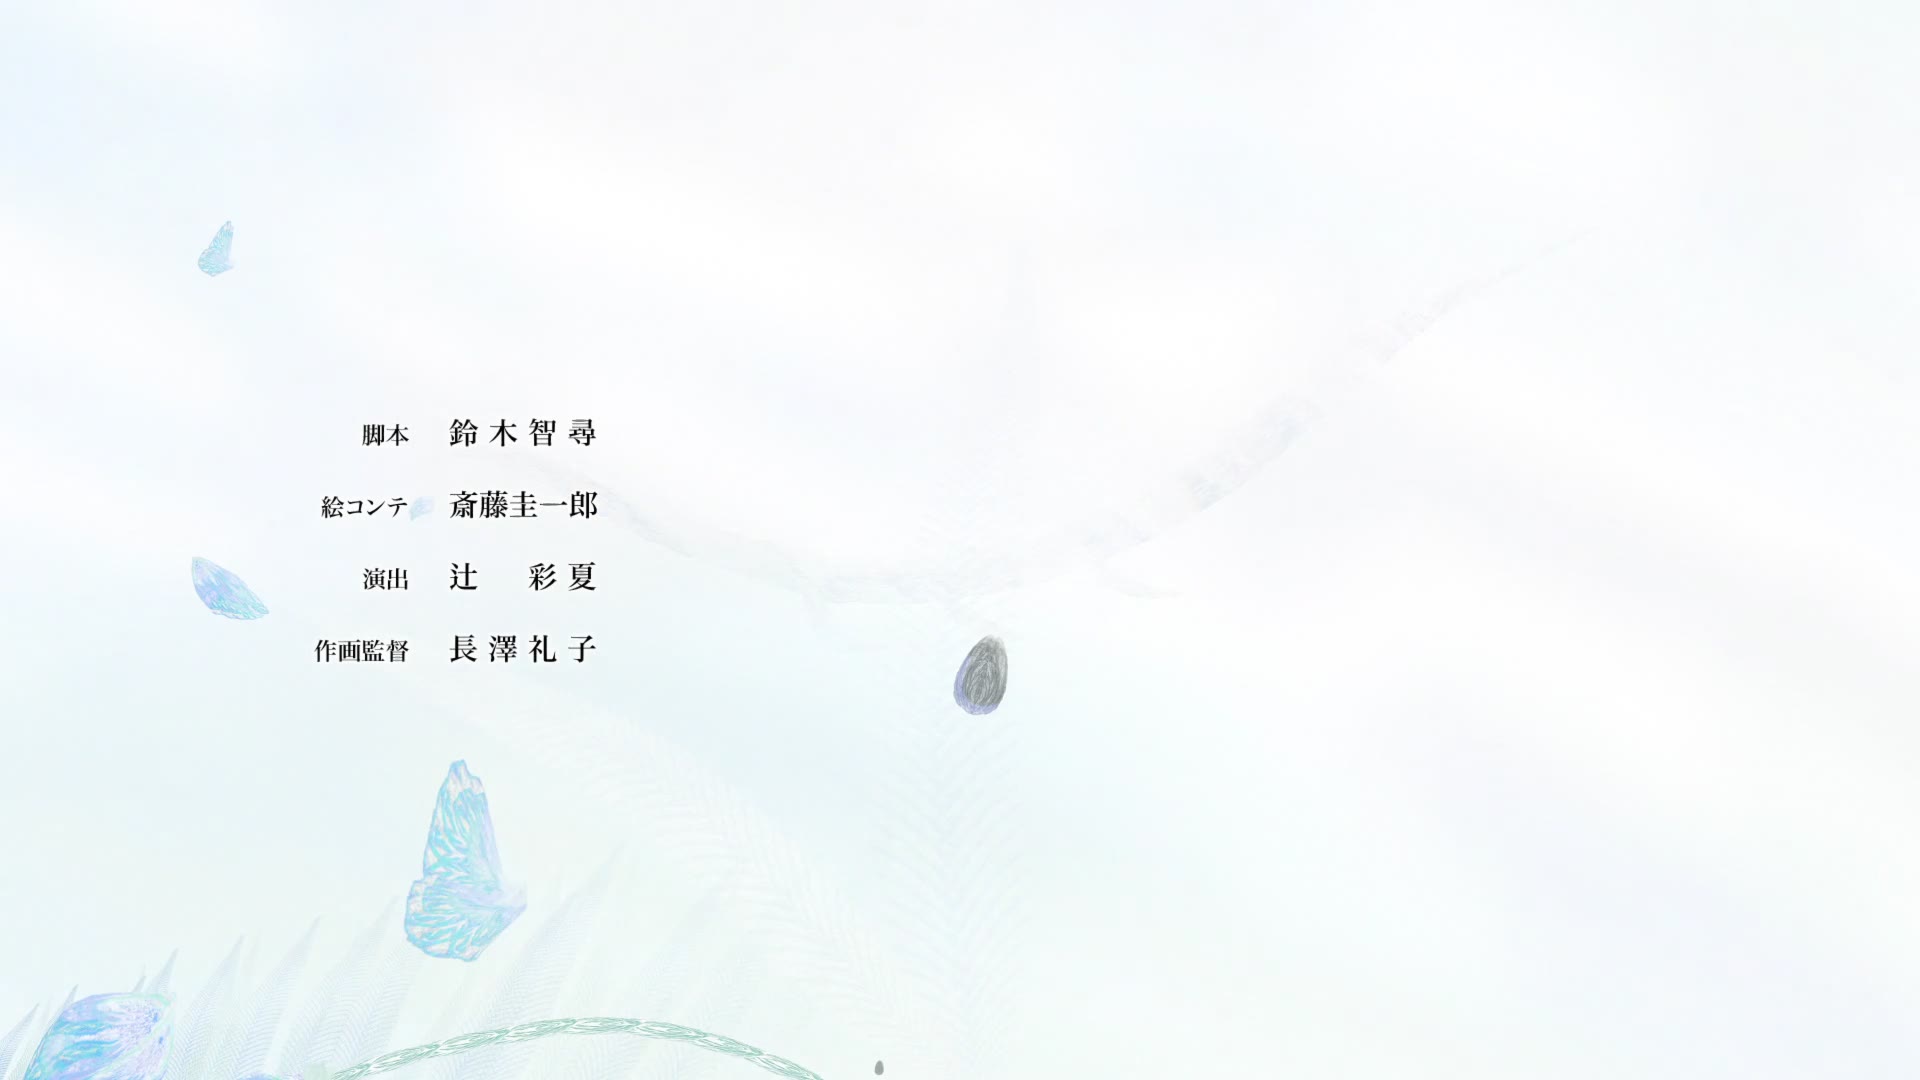 脚本 鈴木智尋
絵コンテ 斎藤圭一郎
演出 辻 彩夏
作画監督 長澤礼子